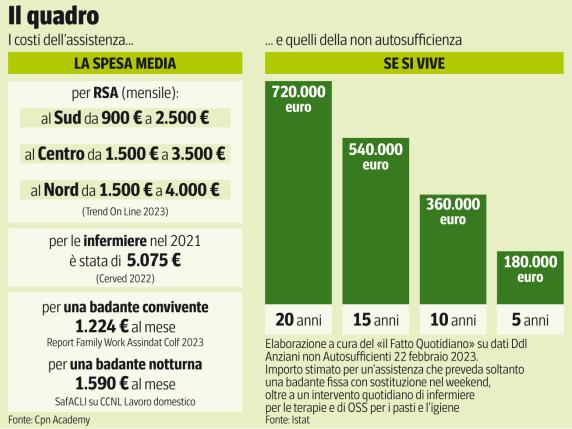 Il quadro
I costi dell'assistenza...
LA SPESA MEDIA
per RSA (mensile):
al Sud da 900 € a 2.500 €
al Centro da 1.500 € a 3.500 €
al Nord da 1.500 € a 4.000 €
(Trend On Line 2023)
per le infermiere nel 2021
è stata di 5.075 €
(Cerved 2022)
per una badante convivente
1.224 € al mese
Report Family Work Assindat Colf 2023
per una badante notturna
1.590 € al mese
SafACLI su CCNL Lavoro domestico
Fonte: Cpn Academy
... e quelli della non autosufficienza
SE SI VIVE
720.000
euro
540.000
euro
360.000
euro
180.000
euro
20 anni
15 anni
10 anni
5 anni
Elaborazione a cura del «il Fatto Quotidiano» su dati Ddl
Anziani non Autosufficienti 22 febbraio 2023.
Importo stimato per un'assistenza che preveda soltanto
una badante fissa con sostituzione nel weekend,
oltre a un intervento quotidiano di infermiere
per le terapie e di OSS per i pasti e l'igiene
Fonte: Istat